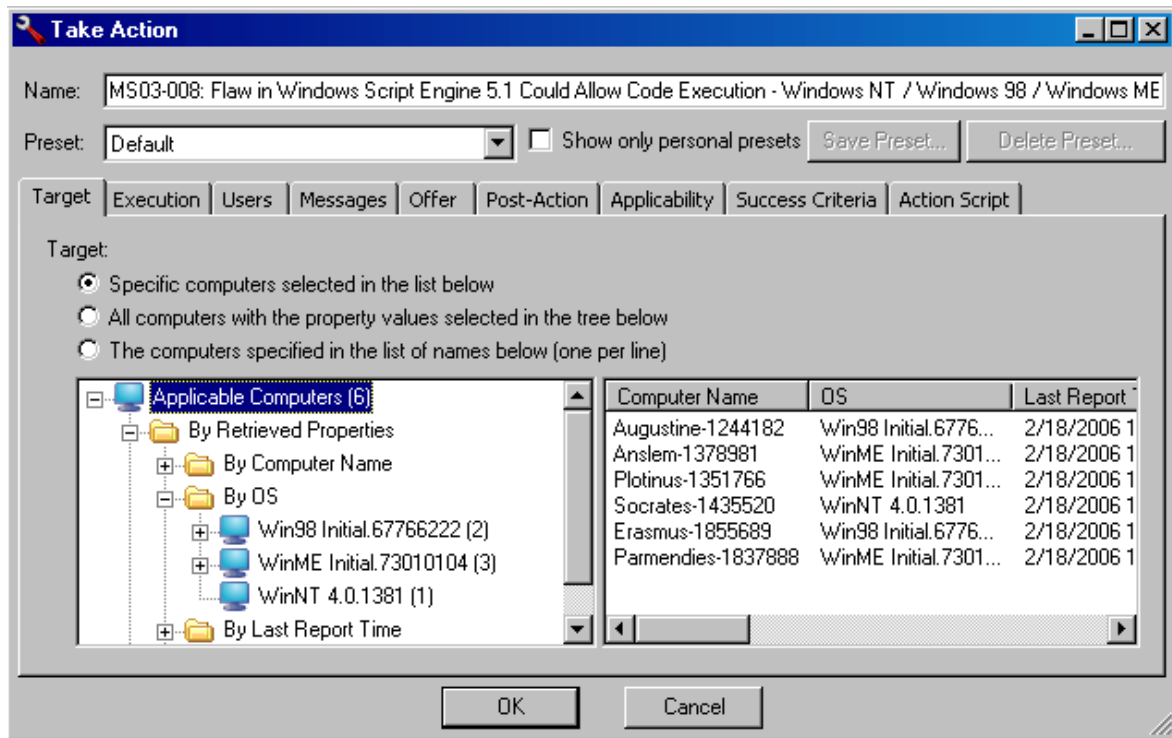 Take Action
Name: MS03-008: Flaw in Windows Script Engine 5.1 Could Allow Code Execution - Windows NT / Windows 98 / Windows ME
Preset: Default Show only personal presets Save Preset... Delete Preset...
Target Execution Users Messages Offer Post-Action Applicability Success Criteria Action Script
Target:
Specific computers selected in the list below
All computers with the property values selected in the tree below
The computers specified in the list of names below (one per line)
Applicable Computers (6)
By Retrieved Properties
By Computer Name
By OS
Win98 Initial.67766222 (2)
WinME Initial.73010104 (3)
WinNT 4.0.1381 (1)
By Last Report Time
Computer Name OS Last Report
Augustine-1244182 Win98 Initial.6776... 2/18/2006 1
Anslem-1378981 WinME Initial.7301... 2/18/2006 1
Plotinus-1351766 WinME Initial.7301... 2/18/2006 1
Socrates-1435520 WinNT 4.0.1381 2/18/2006 1
Erasmus-1855689 Win98 Initial.6776... 2/18/2006 1
Parmendies-1837888 WinME Initial.7301... 2/18/2006 1
OK Cancel